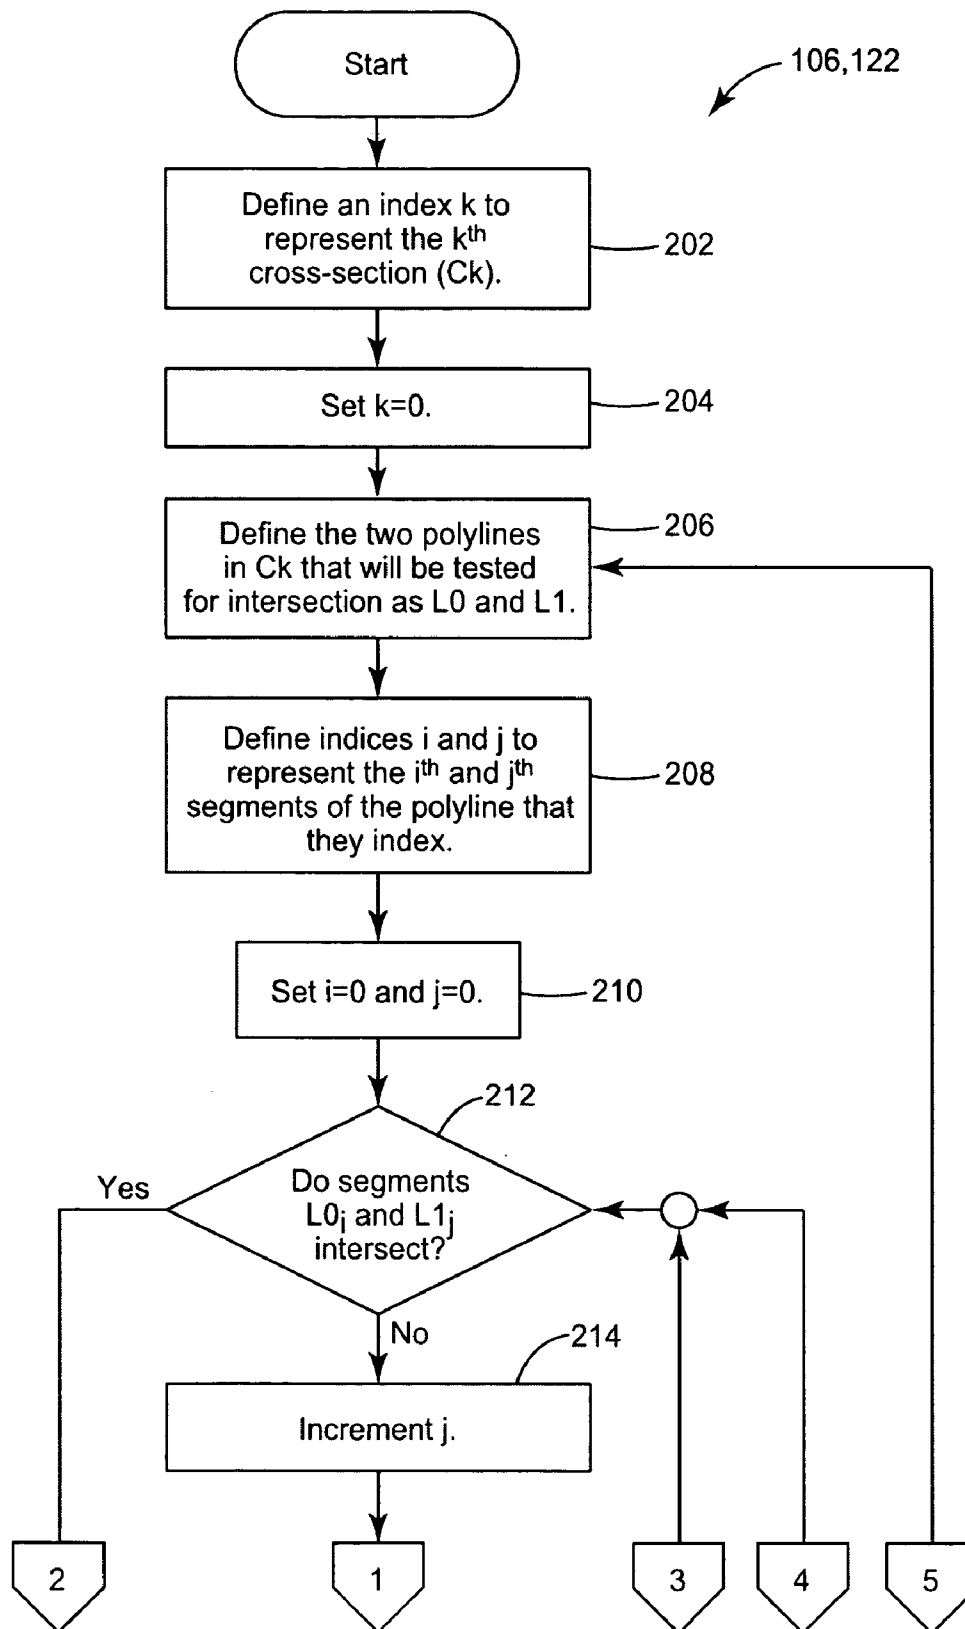 Start
106,122
Define an index k to
represent the kth
cross-section (Ck).
202
Set k=0.
204
Define the two polylines
in Ck that will be tested
for intersection as L0 and L1.
206
Define indices i and j to
represent the ith and jth
segments of the polyline that
they index.
208
Set i=0 and j=0.
210
212
Yes
Do segments
L0i and L1j
intersect?
No
214
Increment j.
2
1
3
4
5